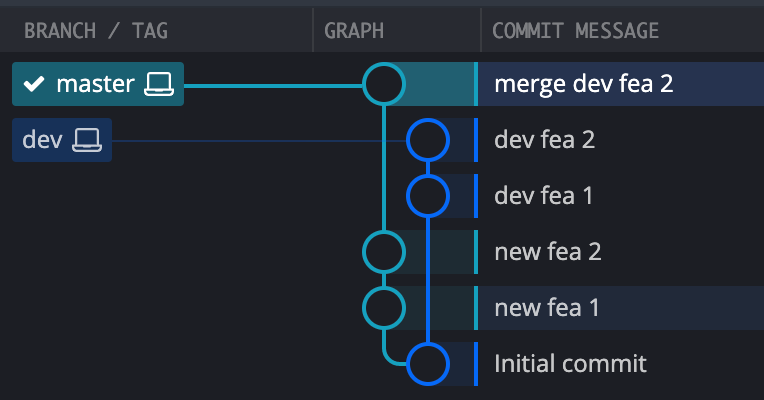 BRANCH / TAG GRAPH COMMIT MESSAGE
master merge dev fea 2
dev dev fea 2
dev fea 1
new fea 2
new fea 1
Initial commit